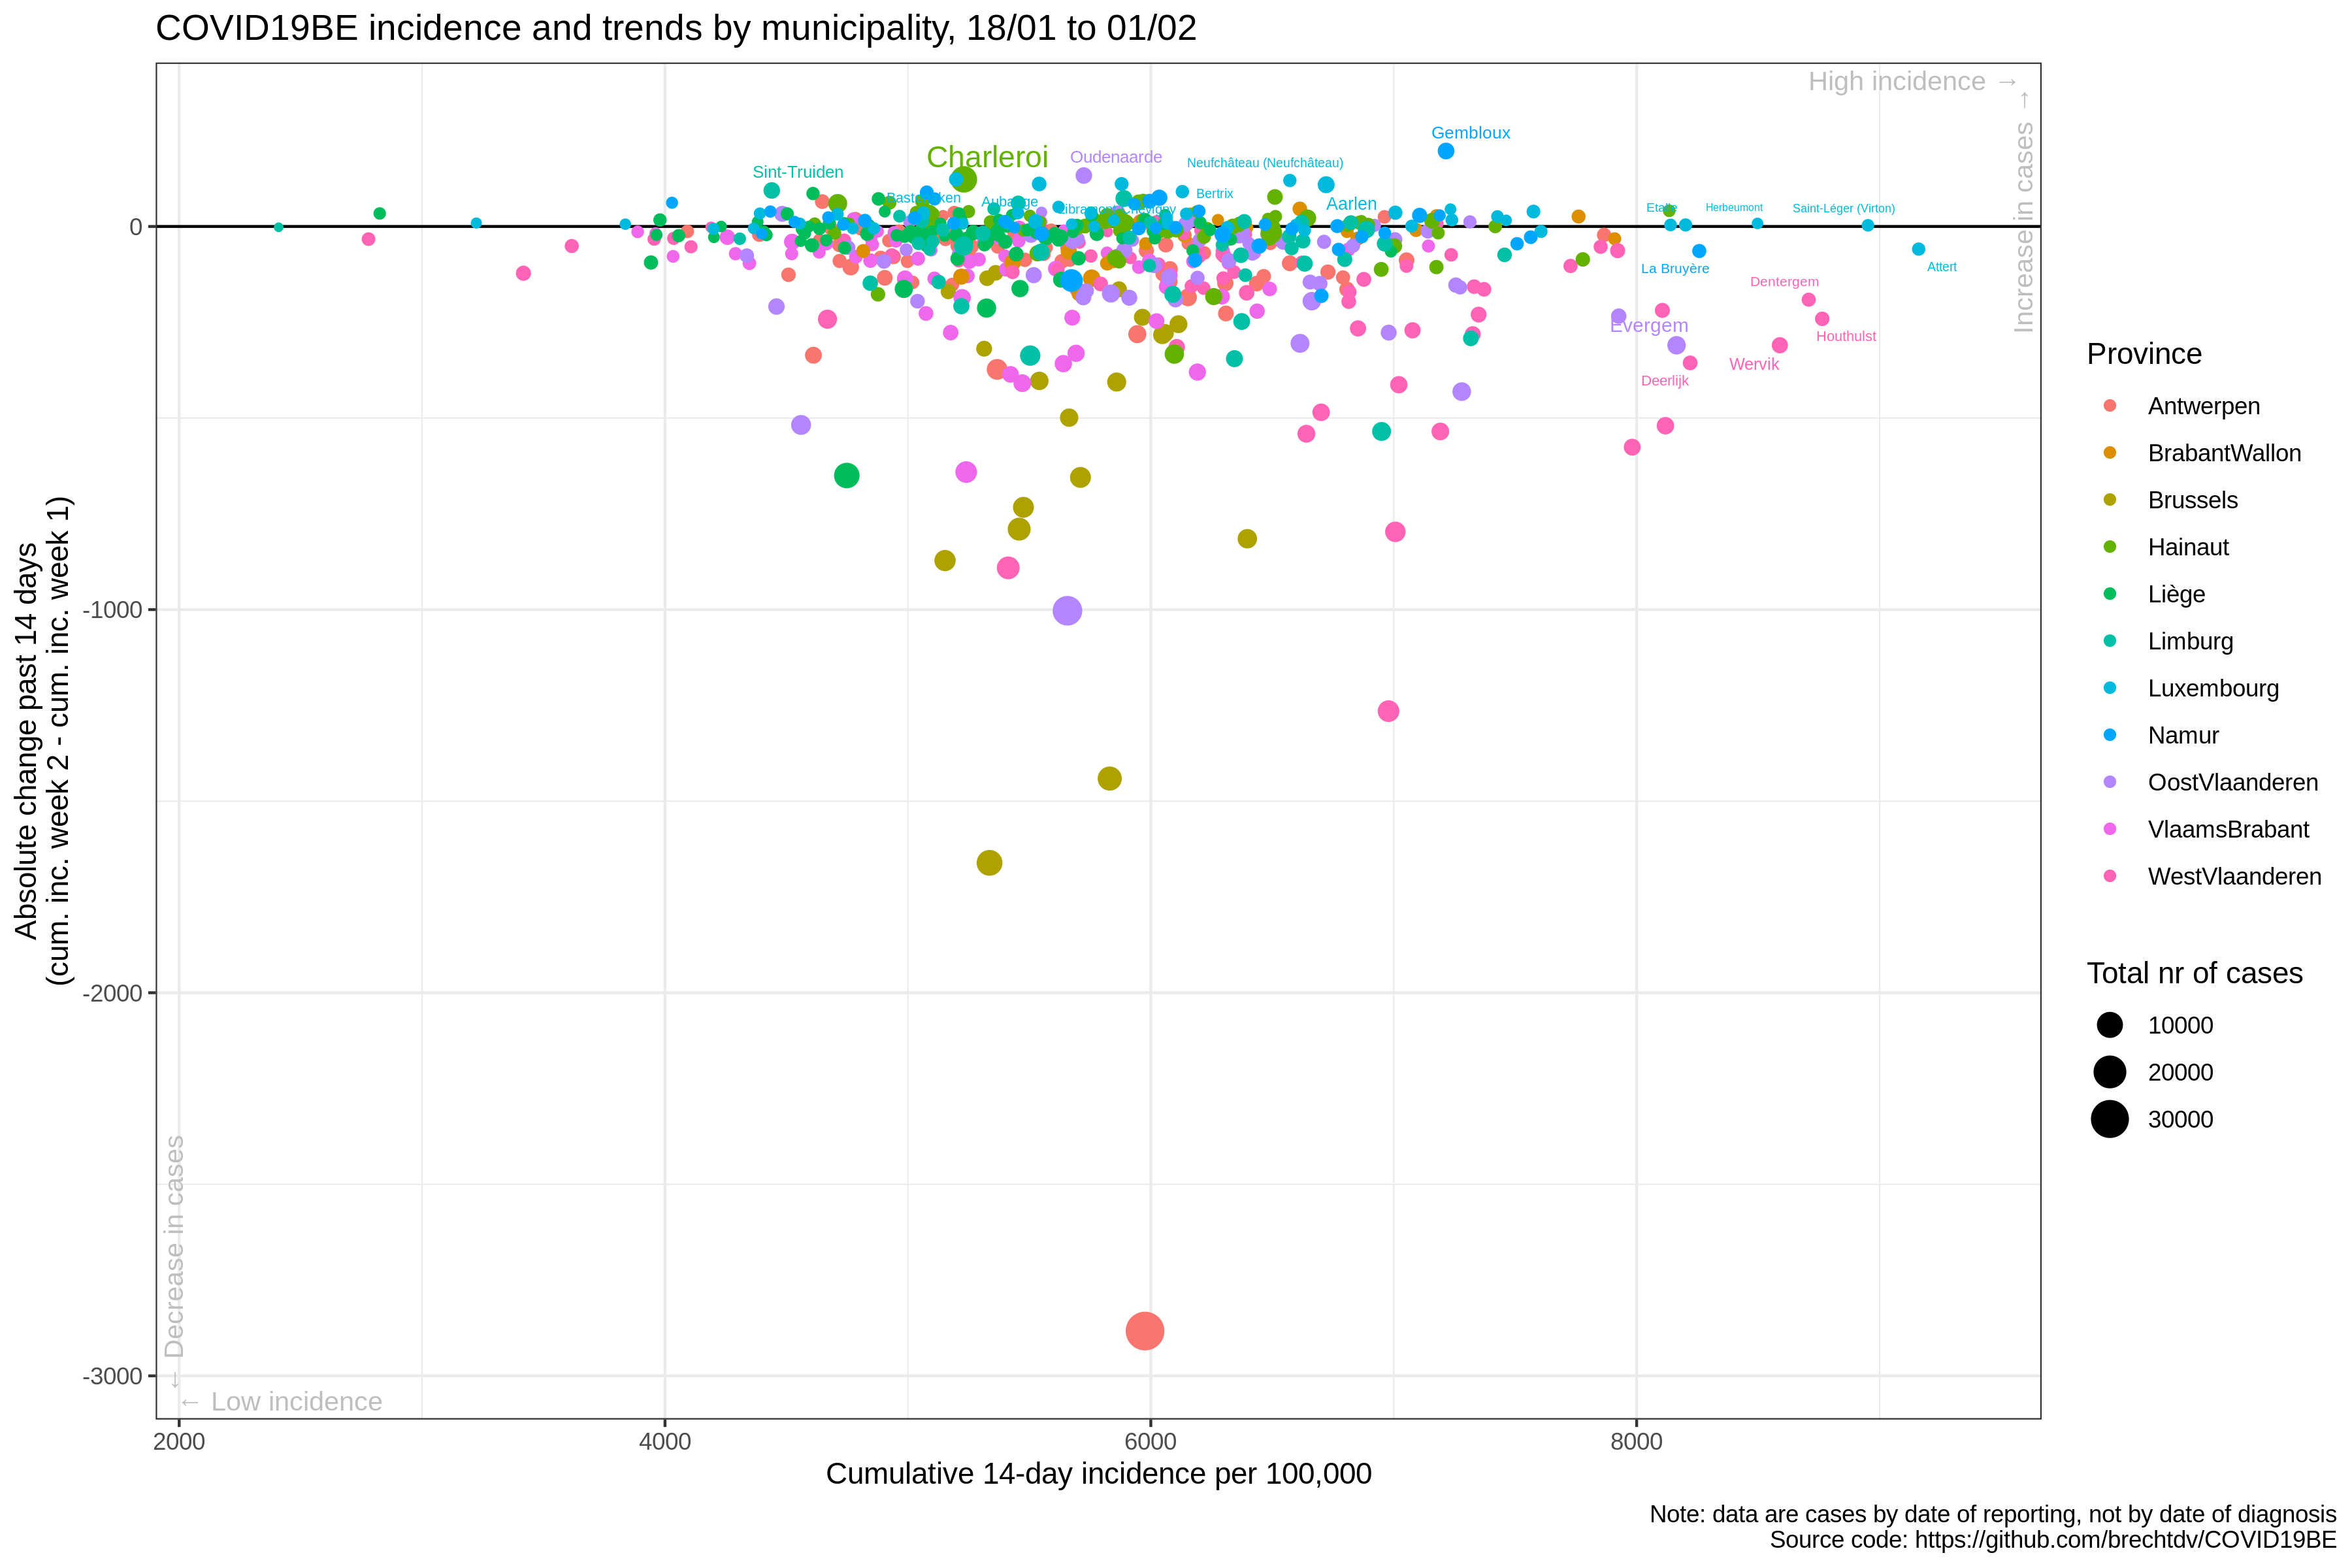 COVID19BE incidence and trends by municipality, 18/01 to 01/02
High incidence →
Increase in cases →
Gembloux
Charleroi
Oudenaarde
Neufchâteau (Neufchâteau)
Sint-Truiden
Bastenaken
Aubange
Bertrix
Libramont-Chevigny
Aarlen
Etalle
Herbeumont
Saint-Léger (Virton)
La Bruyère
Attert
Dentergem
Evergem
Houthulst
Wervik
Deerlijk
0
-1000
-2000
-3000
Absolute change past 14 days
(cum. inc. week 2 - cum. inc. week 1)
← Decrease in cases
← Low incidence
2000
4000
6000
8000
Cumulative 14-day incidence per 100,000
Province
Antwerpen
BrabantWallon
Brussels
Hainaut
Liège
Limburg
Luxembourg
Namur
OostVlaanderen
VlaamsBrabant
WestVlaanderen
Total nr of cases
10000
20000
30000
Note: data are cases by date of reporting, not by date of diagnosis
Source code: https://github.com/brechtdv/COVID19BE